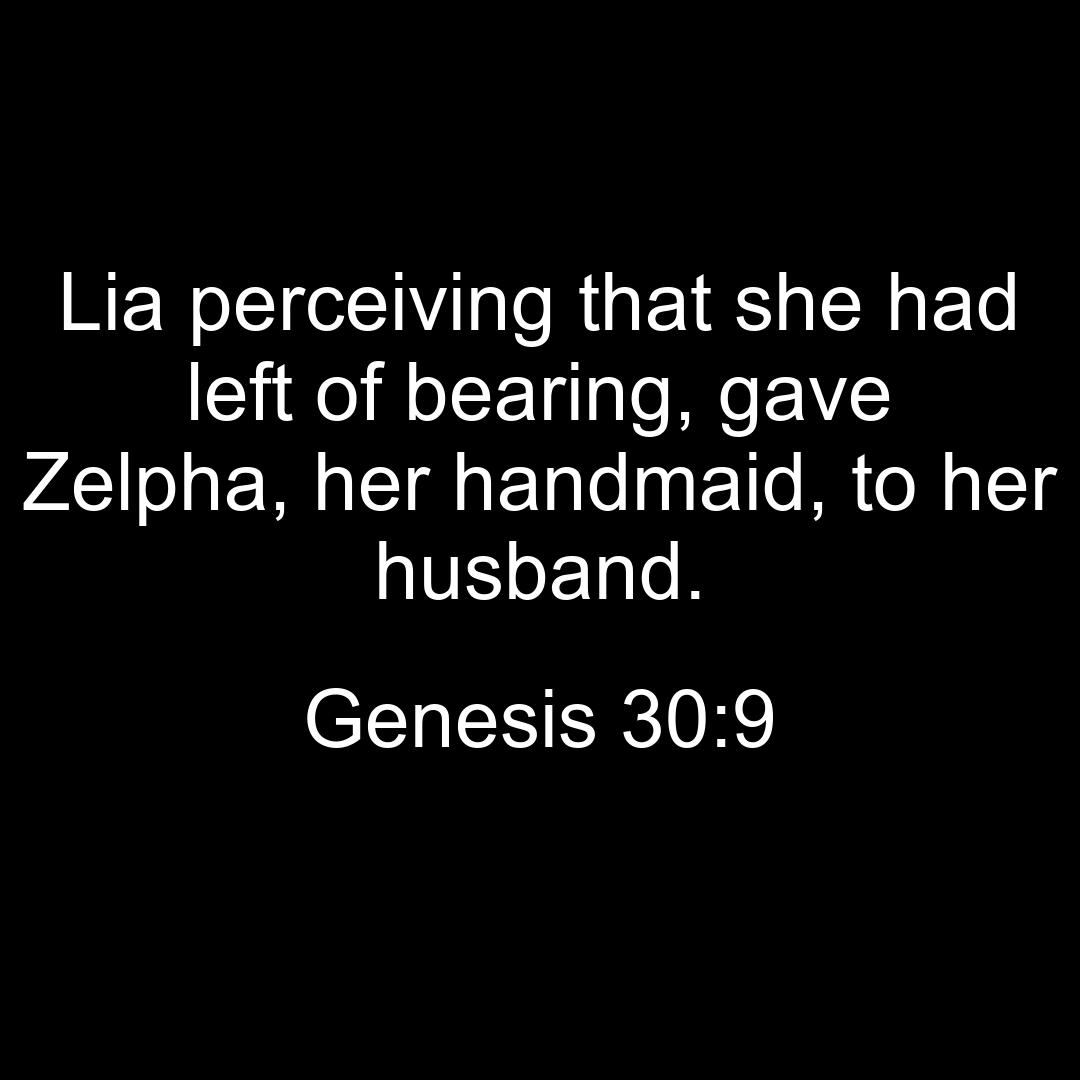 Lia perceiving that she had
left of bearing, gave
Zelpha, her handmaid, to her
husband.
Genesis 30:9